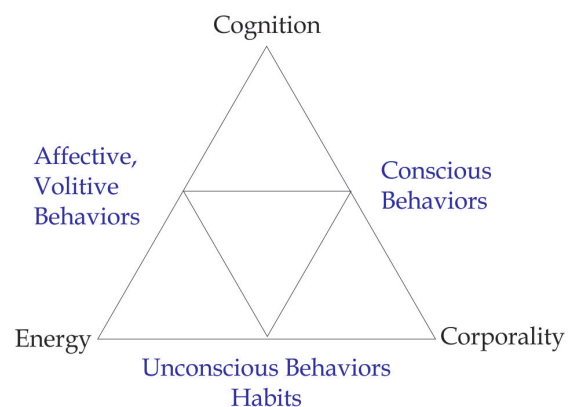 Cognition
Affective,
Volitive
Behaviors
Conscious
Behaviors
Energy
Corporality
Unconscious Behaviors
Habits